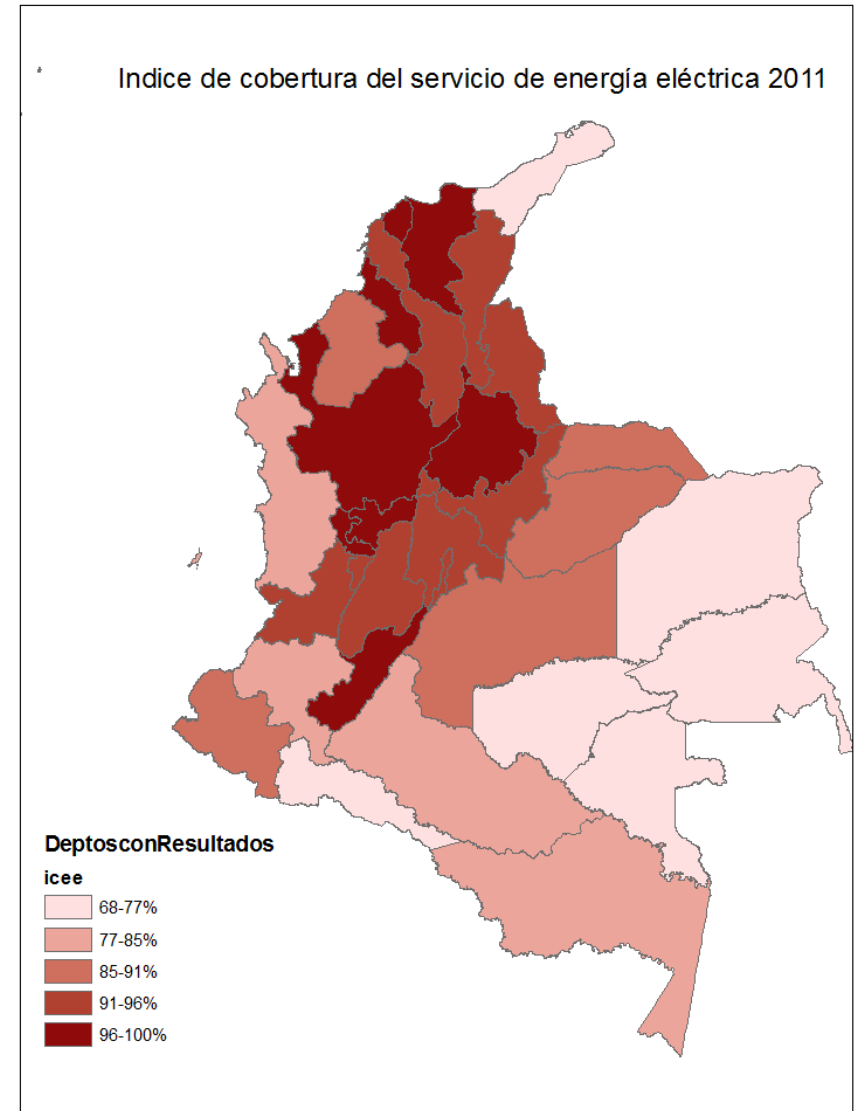 Indice de cobertura del servicio de energía eléctrica 2011
DeptosconResultados
icee
68-77%
77-85%
85-91%
91-96%
96-100%